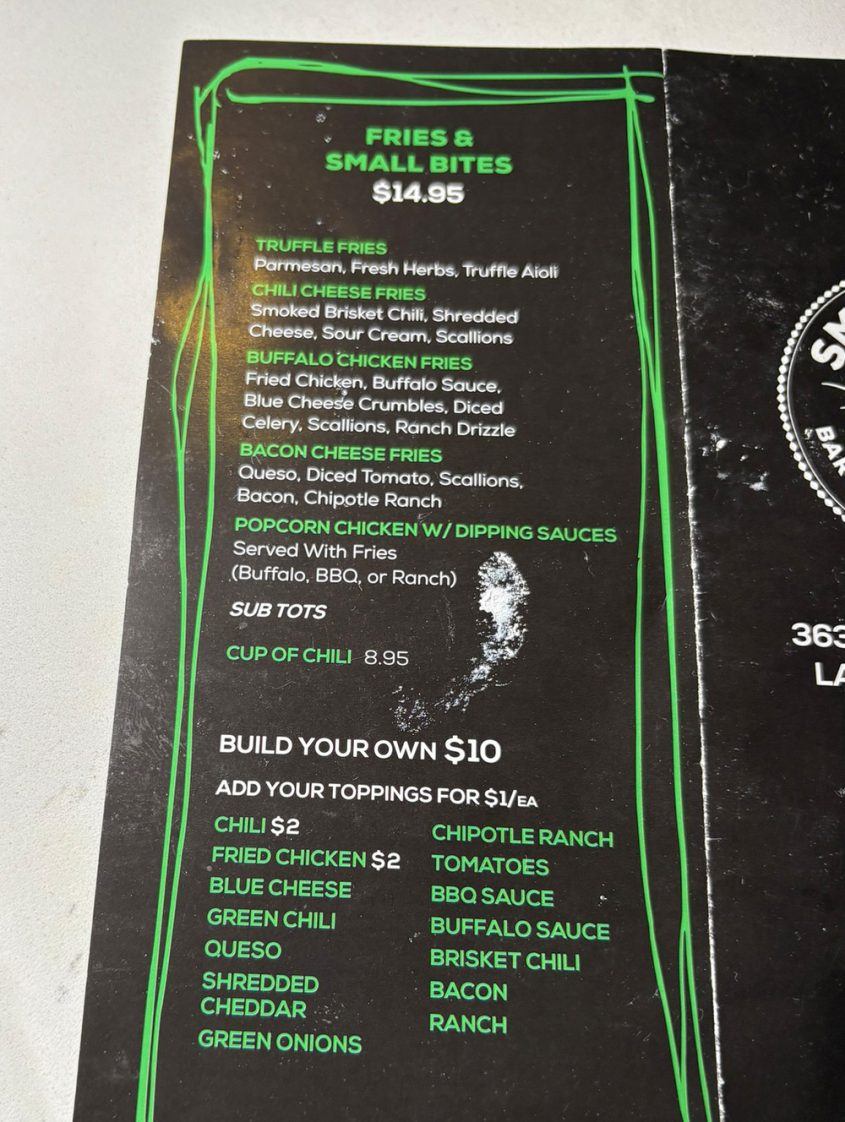 FRIES &
SMALL BITES
$14.95
TRUFFLE FRIES
Parmesan, Fresh Herbs, Truffle Aioli
CHILI CHEESE FRIES
Smoked Brisket Chili, Shredded
Cheese, Sour Cream, Scallions
BUFFALO CHICKEN FRIES
Fried Chicken, Buffalo Sauce,
Blue Cheese Crumbles, Diced
Celery, Scallions, Ranch Drizzle
BACON CHEESE FRIES
Queso, Diced Tomato, Scallions,
Bacon, Chipotle Ranch
POPCORN CHICKEN W/ DIPPING SAUCES
Served With Fries
(Buffalo, BBQ, or Ranch)
SUB TOTS
CUP OF CHILI 8.95
BUILD YOUR OWN $10
ADD YOUR TOPPINGS FOR $1/EA
CHILI $2
FRIED CHICKEN $2
BLUE CHEESE
GREEN CHILI
QUESO
SHREDDED
CHEDDAR
GREEN ONIONS
CHIPOTLE RANCH
TOMATOES
BBQ SAUCE
BUFFALO SAUCE
BRISKET CHILI
BACON
RANCH
363
LA